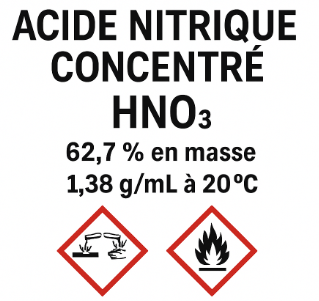 ACIDE NITRIQUE
CONCENTRÉ
HNO₃
62,7 % en masse
1,38 g/mL à 20°C